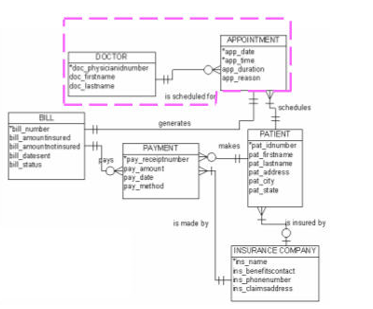 APPOINTMENT
*app_date
*app_time
app_duration
app_reason
DOCTOR
*doc_physicianidnumber
doc_firstname
doc_lastname
is scheduled for
schedules
BILL
*bill_number
bill_amountinsured
bill_amountnotinsured
bill_datesent
bill_status
generates
PATIENT
*pat_idnumber
pat_firstname
pat_lastname
pat_address
pat_city
pat_state
makes
PAYMENT
*pay_receiptnumber
pay_amount
pay_date
pay_method
pays
is made by
is insured by
INSURANCE COMPANY
*ins_name
ins_benefitscontact
ins_phonenumber
ins_claimsaddress